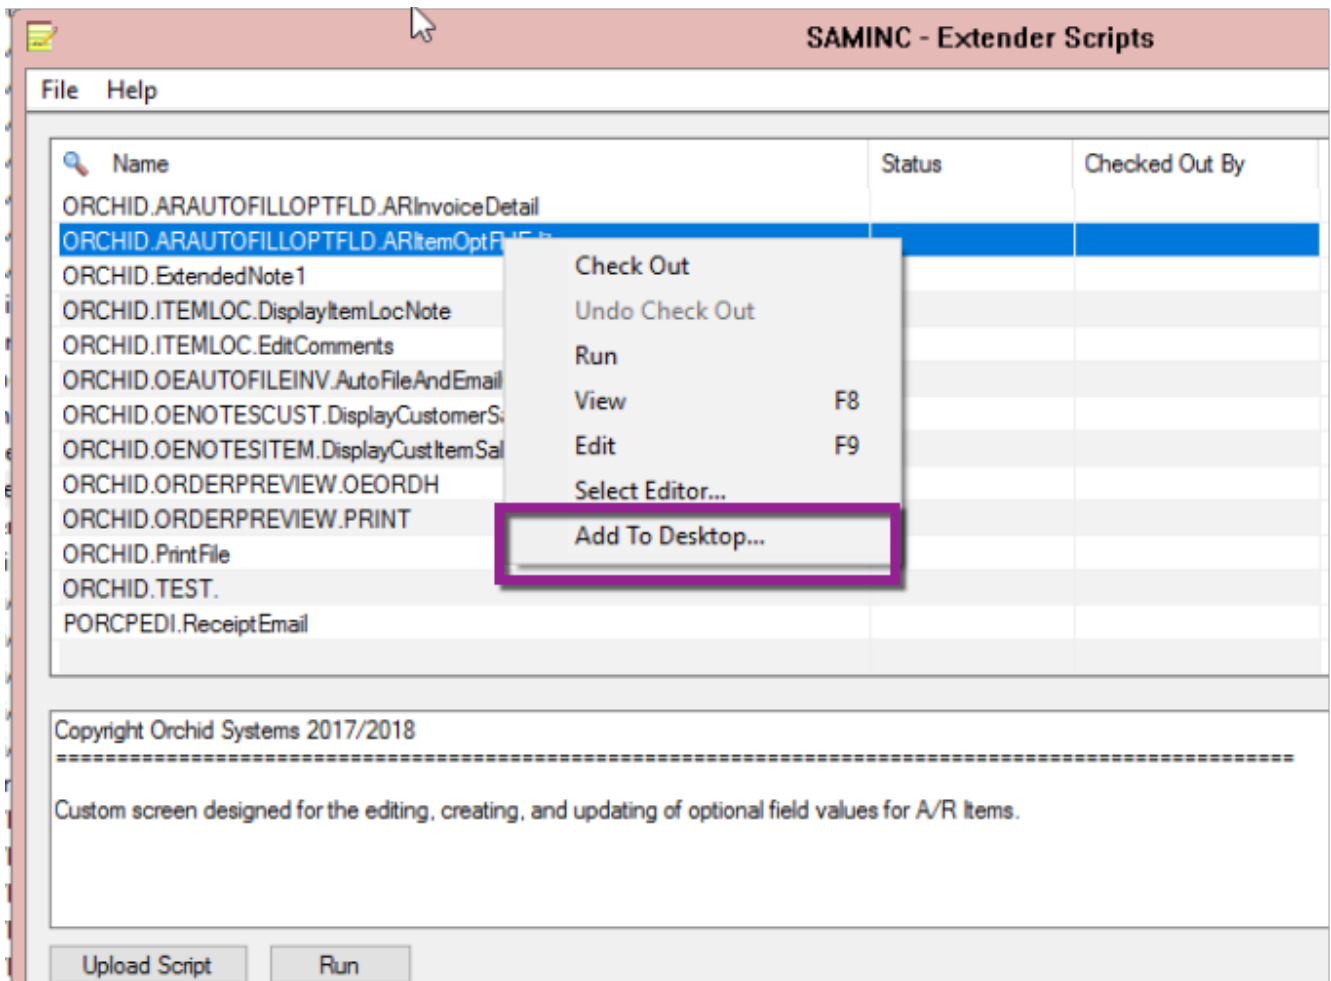 SAMINC - Extender Scripts
File Help
Name Status Checked Out By
ORCHID.ARAUTOFILLOPTFLD.ARInvoiceDetail
ORCHID.ARAUTOFILLOPTFLD.ARItemOptFl
ORCHID.ExtendedNote1
ORCHID.ITEMLOC.DisplayItemLocNote
ORCHID.ITEMLOC.EditComments
ORCHID.OEAUTOFILEINV.AutoFileAndEmail
ORCHID.OENOTESCUST.DisplayCustomerSa
ORCHID.OENOTESITEM.DisplayCustItemSal
ORCHID.ORDERPREVIEW.OEORDH
ORCHID.ORDERPREVIEW.PRINT
ORCHID.PrintFile
ORCHID.TEST.
PORCPEDI.ReceiptEmail
Check Out
Undo Check Out
Run
View F8
Edit F9
Select Editor...
Add To Desktop...
Copyright Orchid Systems 2017/2018
Custom screen designed for the editing, creating, and updating of optional field values for A/R Items.
Upload Script Run